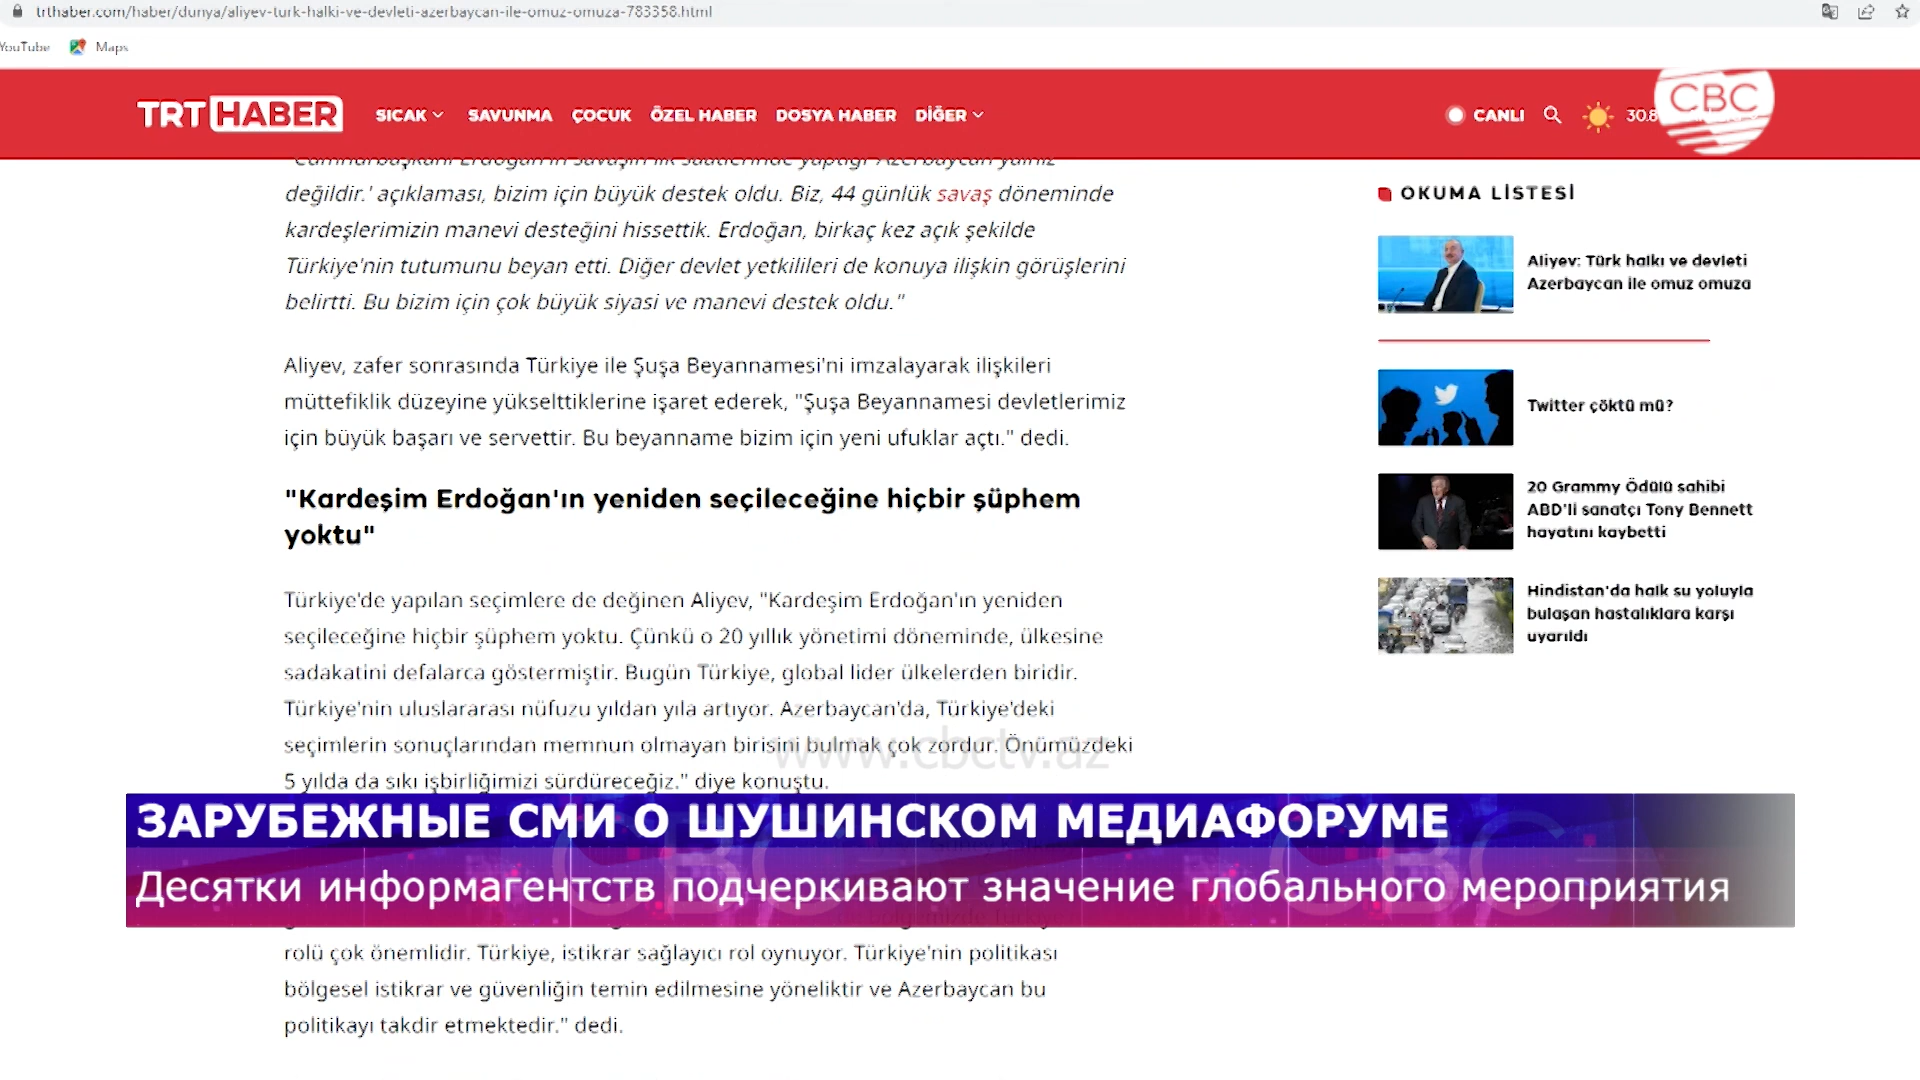 trthaber.com/haber/dunya/aliyev-turk-halki-ve-devleti-azerbaycan-ile-omuz-omuza-783358.html
YouTube Maps
TRT HABER SICAK SAVUNMA ÇOCUK ÖZEL HABER DOSYA HABER DİĞER CANLI 30.8
CBC
"Cumhurbaşkanı Erdoğan'ın savaşın ilk saatlerinde yaptığı 'Azerbaycan yalnız
değildir.' açıklaması, bizim için büyük destek oldu. Biz, 44 günlük savaş döneminde
kardeşlerimizin manevi desteğini hissettik. Erdoğan, birkaç kez açık şekilde
Türkiye'nin tutumunu beyan etti. Diğer devlet yetkilileri de konuya ilişkin görüşlerini
belirtti. Bu bizim için çok büyük siyasi ve manevi destek oldu."
Aliyev, zafer sonrasında Türkiye ile Şuşa Beyannamesi'ni imzalayarak ilişkileri
müttefiklik düzeyine yükselttiklerine işaret ederek, "Şuşa Beyannamesi devletlerimiz
için büyük başarı ve servettir. Bu beyanname bizim için yeni ufuklar açtı." dedi.
"Kardeşim Erdoğan'ın yeniden seçileceğine hiçbir şüphem
yoktu"
Türkiye'de yapılan seçimlere de değinen Aliyev, "Kardeşim Erdoğan'ın yeniden
seçileceğine hiçbir şüphem yoktu. Çünkü o 20 yıllık yönetimi döneminde, ülkesine
sadakatini defalarca göstermiştir. Bugün Türkiye, global lider ülkelerden biridir.
Türkiye'nin uluslararası nüfuzu yıldan yıla artıyor. Azerbaycan'da, Türkiye'deki
seçimlerin sonuçlarından memnun olmayan birisini bulmak çok zordur. Önümüzdeki
5 yılda da sıkı işbirliğimizi sürdüreceğiz." diye konuştu.
www.cbctv.az
ЗАРУБЕЖНЫЕ СМИ О ШУШИНСКОМ МЕДИАФОРУМЕ
Десятки информагентств подчеркивают значение глобального мероприятия
rolü çok önemlidir. Türkiye, istikrar sağlayıcı rol oynuyor. Türkiye'nin politikası
bölgesel istikrar ve güvenliğin temin edilmesine yöneliktir ve Azerbaycan bu
politikayı takdir etmektedir." dedi.
OKUMA LİSTESİ
Aliyev: Türk halkı ve devleti
Azerbaycan ile omuz omuza
Twitter çöktü mü?
20 Grammy Ödülü sahibi
ABD'li sanatçı Tony Bennett
hayatını kaybetti
Hindistan'da halk su yoluyla
bulaşan hastalıklara karşı
uyarıldı